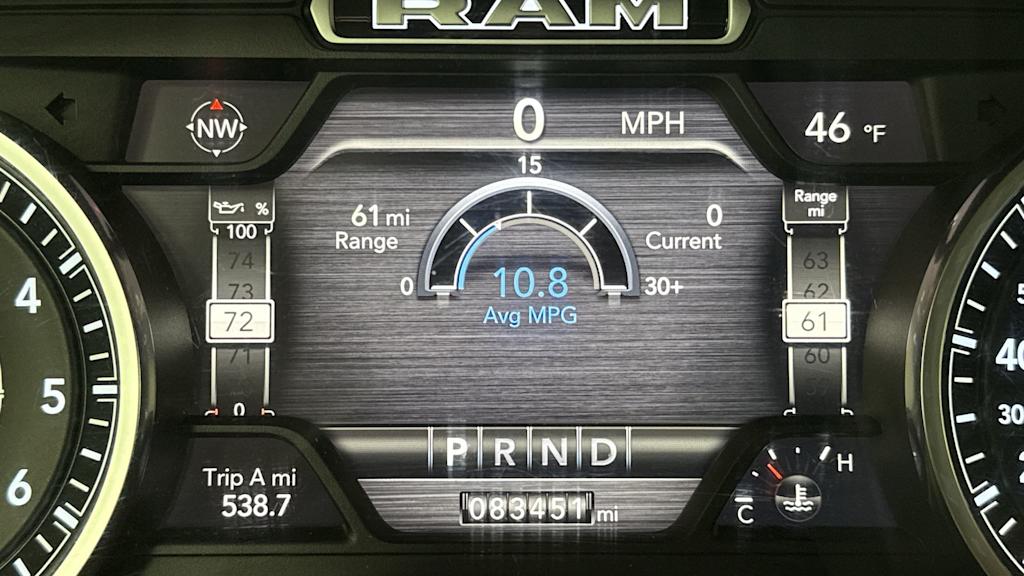 RAM
NW
0 MPH
46 °F
15
%
100
74
73
72
71
0
61 mi
Range
0
10.8
Avg MPG
0
Current
30+
Range
mi
63
62
61
60
4
5
6
40
30
P R N D
Trip A mi
538.7
083451 mi
C
H